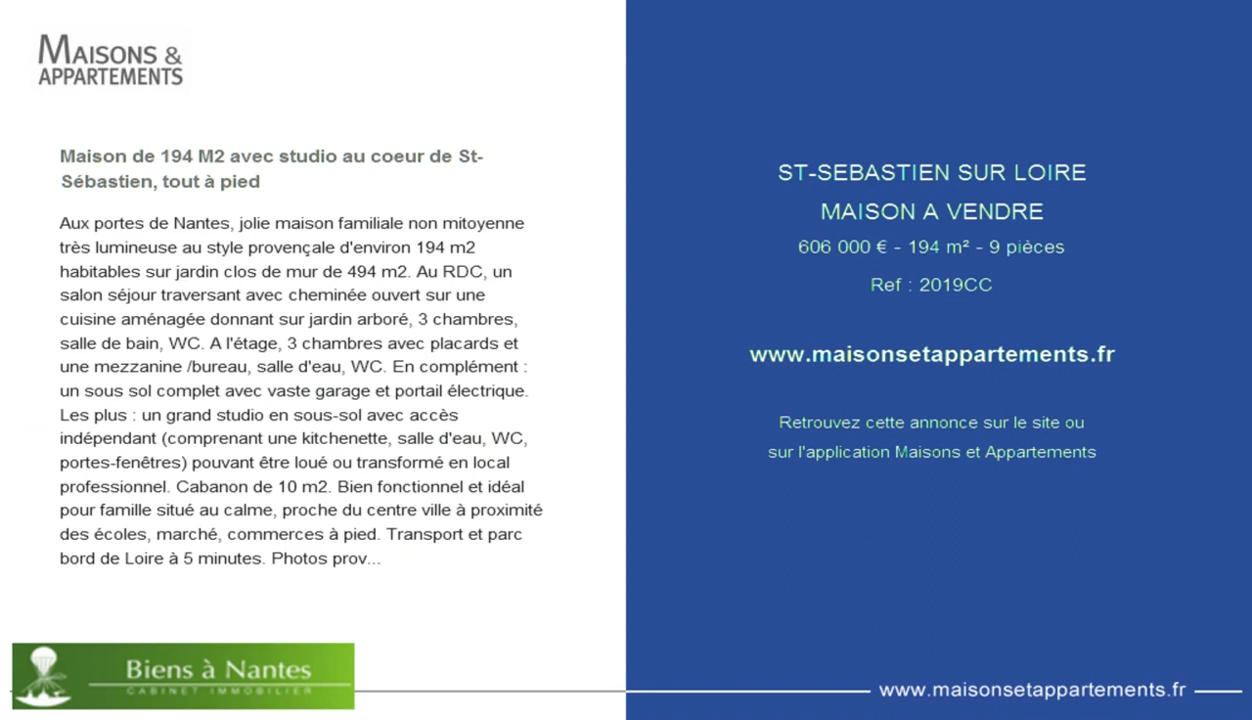 MAISONS &
APPARTEMENTS
Maison de 194 M2 avec studio au coeur de St-
Sébastien, tout à pied
Aux portes de Nantes, jolie maison familiale non mitoyenne
très lumineuse au style provençale d'environ 194 m2
habitables sur jardin clos de mur de 494 m2. Au RDC, un
salon séjour traversant avec cheminée ouvert sur une
cuisine aménagée donnant sur jardin arboré, 3 chambres,
salle de bain, WC. A l'étage, 3 chambres avec placards et
une mezzanine /bureau, salle d'eau, WC. En complément :
un sous sol complet avec vaste garage et portail électrique.
Les plus : un grand studio en sous-sol avec accès
indépendant (comprenant une kitchenette, salle d'eau, WC,
portes-fenêtres) pouvant être loué ou transformé en local
professionnel. Cabanon de 10 m2. Bien fonctionnel et idéal
pour famille situé au calme, proche du centre ville à proximité
des écoles, marché, commerces à pied. Transport et parc
bord de Loire à 5 minutes. Photos prov...
Biens à Nantes
CABINET IMMOBILIER
ST-SEBASTIEN SUR LOIRE
MAISON A VENDRE
606 000 € - 194 m² - 9 pièces
Ref : 2019CC
www.maisonsetappartements.fr
Retrouvez cette annonce sur le site ou
sur l'application Maisons et Appartements
www.maisonsetappartements.fr